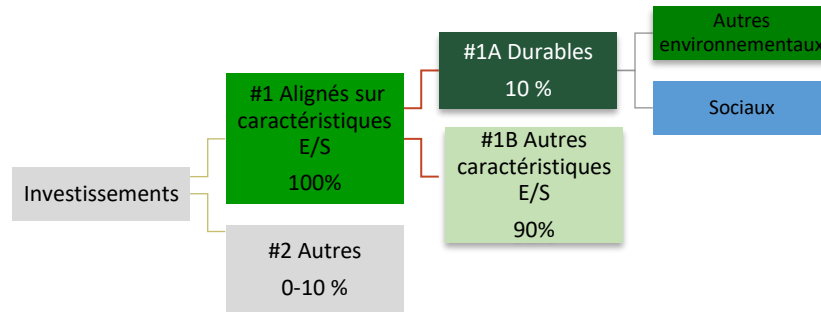 Investissements
#1 Alignés sur
caractéristiques
E/S
100%
#2 Autres
0-10 %
#1A Durables
10 %
#1B Autres
caractéristiques
E/S
90%
Autres
environnementaux
Sociaux